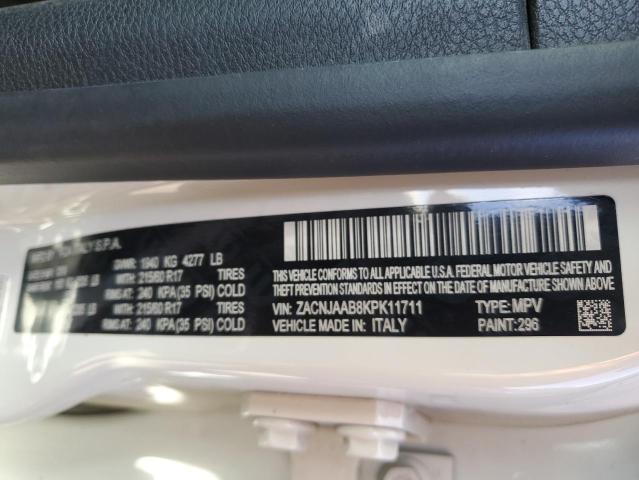 S.P.A.
GVWR: 1940 KG 4277 LB
WITH: 215/60 R17 TIRES
RIMS AT: 240 KPA (35 PSI) COLD
LB WITH: 215/60 R17 TIRES
RIMS AT: 240 KPA (35 PSI) COLD
THIS VEHICLE CONFORMS TO ALL APPLICABLE U.S.A. FEDERAL MOTOR VEHICLE SAFETY AND
THEFT PREVENTION STANDARDS IN EFFECT ON THE DATE OF MANUFACTURE SHOWN ABOVE
VIN: ZACNJAAB8KPK11711 TYPE: MPV
VEHICLE MADE IN: ITALY PAINT: 296